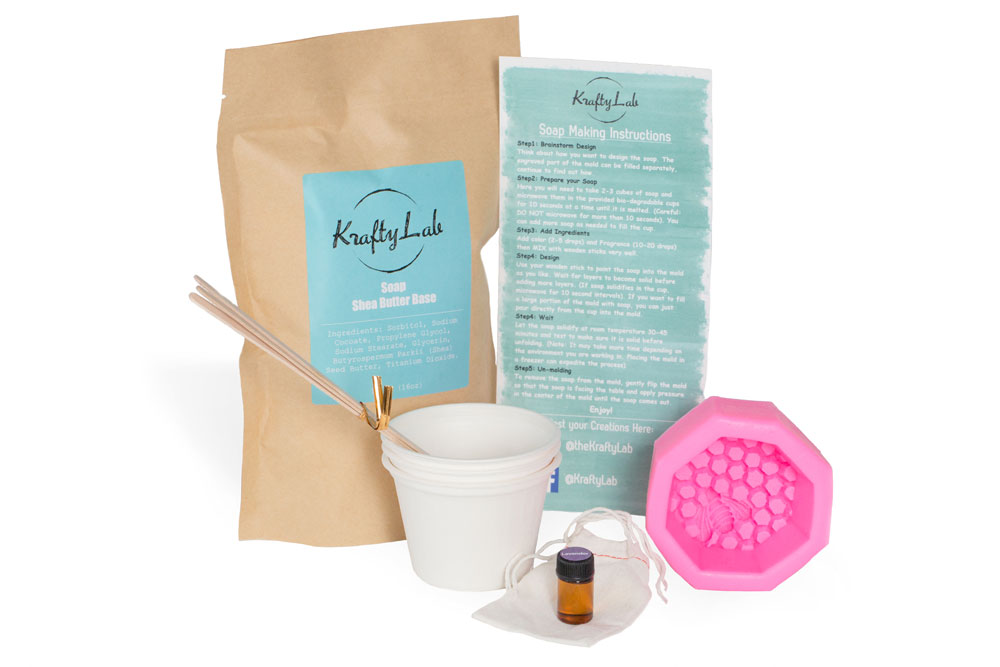 KraftyLab
Soap
Shea Butter Base
Ingredients: Sorbitol, Sodium
Cocoate, Propylene Glycol,
Sodium Stearate, Glycerin,
Butyrospermum Parkii (Shea)
Seed Butter, Titanium Dioxide.
(16oz)
KraftyLab
Soap Making Instructions
Step1: Brainstorm Design
Think about how you want to design the soap. The
engraved part of the mold can be filled separately,
continue to find out how.
Step2: Prepare your Soap
Here you will need to take 2-3 cubes of soap and
microwave them in the provided bio-degradable cups
for 10 seconds at a time until it is melted. (Careful:
DO NOT microwave for more than 10 seconds). You
can add more soap as needed to fill the cup.
Step3: Add Ingredients
Add color (2-5 drops) and Fragrance (10-20 drops)
then MIX with wooden sticks very well.
Step4: Design
Use your wooden stick to paint the soap into the mold
as you like. Wait for layers to become solid before
adding more layers. (If soap solidifies in the cup,
microwave for 10 second intervals). If you want to fill
a large portion of the mold with soap, you can just
pour directly from the cup into the mold.
Step4: Wait
Let the soap solidify at room temperature 30-45
minutes and test to make sure it is solid before
unfolding. (Note: It may take more time depending on
the environment you are working in. Placing the mold in
a freezer can expedite the process)
Step5: Un-molding
To remove the soap from the mold, gently flip the mold
so that the soap is facing the table and apply pressure
in the center of the mold until the soap comes out.
Enjoy!
your Creations Here:
@theKraftyLab
@KraftyLab
Lavender